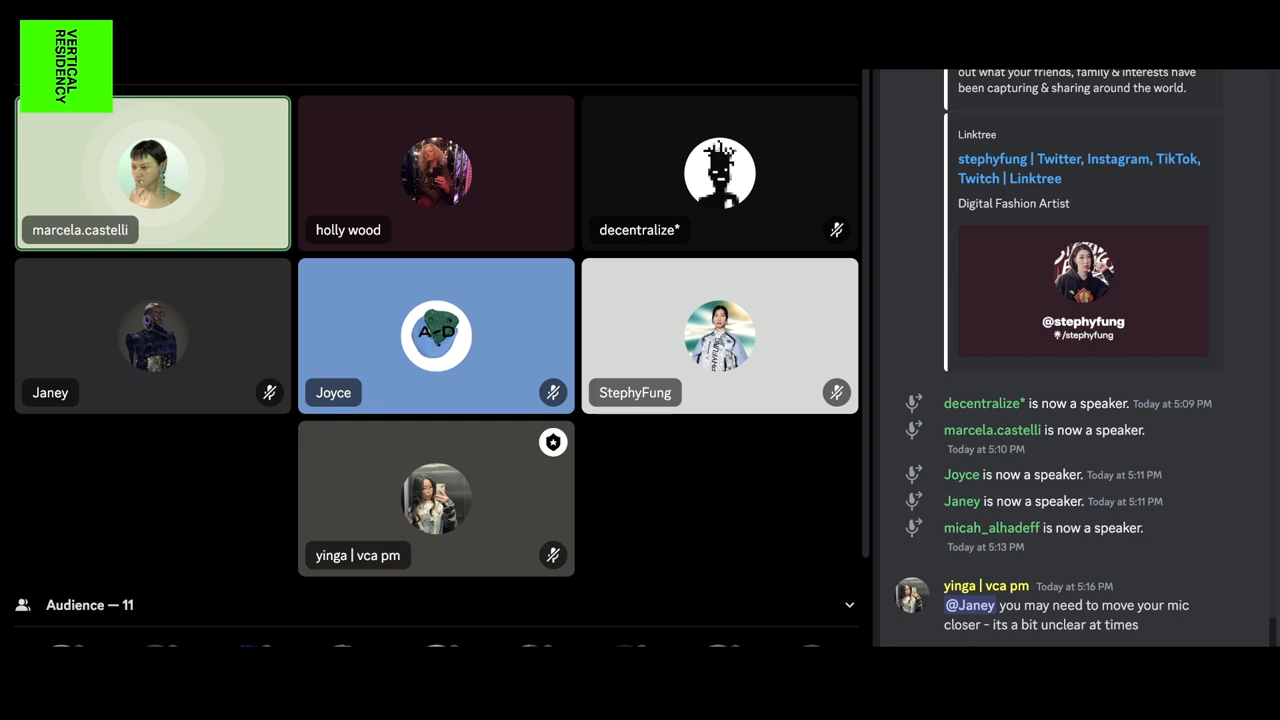 VERTICAL
RESIDENCY
marcela.castelli
holly wood
decentralize*
Janey
A-D
Joyce
StephyFung
yinga | vca pm
Audience — 11
out what your friends, family & interests have
been capturing & sharing around the world.
Linktree
stephyfung | Twitter, Instagram, TikTok,
Twitch | Linktree
Digital Fashion Artist
@stephyfung
/stephyfung
decentralize* is now a speaker. Today at 5:09 PM
marcela.castelli is now a speaker.
Today at 5:10 PM
Joyce is now a speaker. Today at 5:11 PM
Janey is now a speaker. Today at 5:11 PM
micah_alhadeff is now a speaker.
Today at 5:13 PM
yinga | vca pm Today at 5:16 PM
@Janey you may need to move your mic
closer - its a bit unclear at times